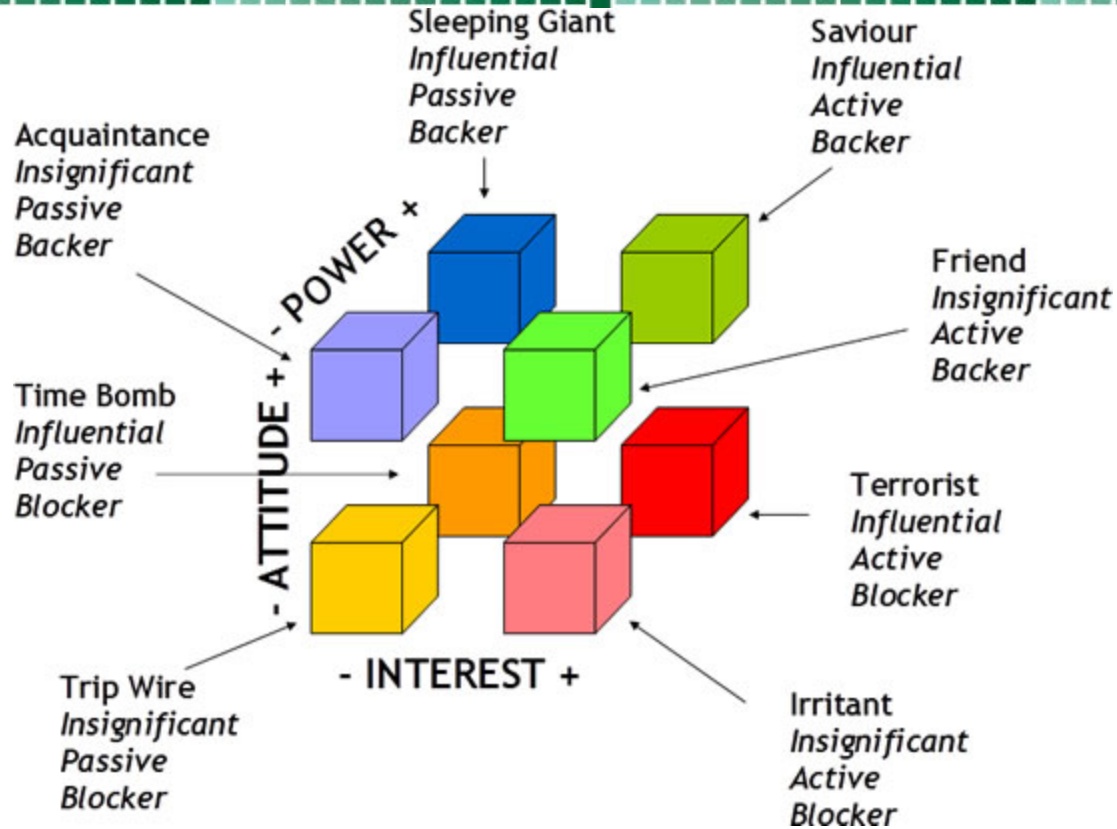 Sleeping Giant
Influential
Passive
Backer
Saviour
Influential
Active
Backer
Acquaintance
Insignificant
Passive
Backer
- POWER +
Friend
Insignificant
Active
Backer
Time Bomb
Influential
Passive
Blocker
- ATTITUDE +
Terrorist
Influential
Active
Blocker
- INTEREST +
Trip Wire
Insignificant
Passive
Blocker
Irritant
Insignificant
Active
Blocker